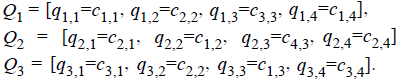 Q₁ = [q₁,₁=c₁,₁, q₁,₂=c₂,₂, q₁,₃=c₃,₃, q₁,₄=c₁,₄],
Q₂ = [q₂,₁=c₂,₁, q₂,₂=c₁,₂, q₂,₃=c₄,₃, q₂,₄=c₂,₄]
Q₃ = [q₃,₁=c₃,₁, q₃,₂=c₂,₂, q₃,₃=c₁,₃, q₃,₄=c₃,₄].